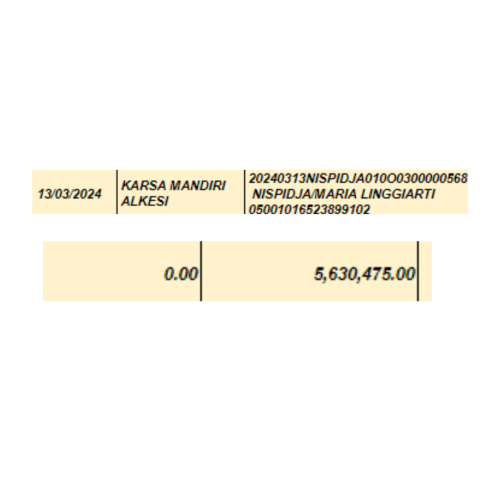 13/03/2024
KARSA MANDIRI
ALKESI
20240313NISPIDJA010O0300000568
NISPIDJA/MARIA LINGGIARTI
05001016523899102
0.00
5,630,475.00